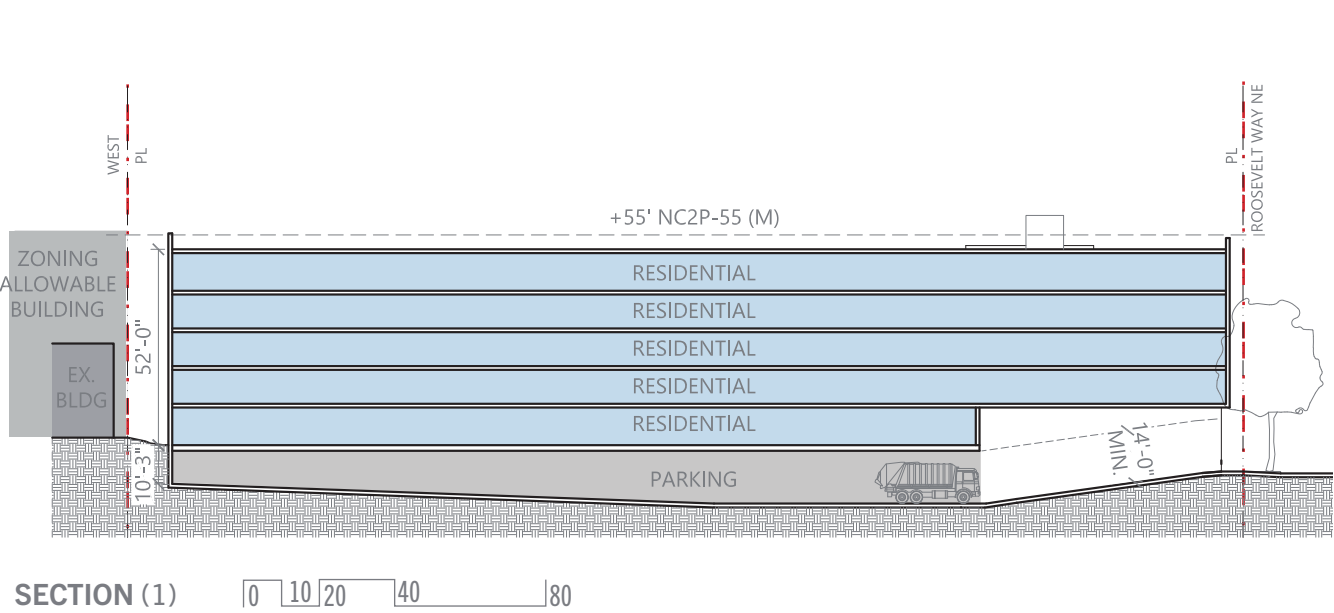 WEST
PL
PL
ROOSEVELT WAY NE
+55' NC2P-55 (M)
ZONING
ALLOWABLE
BUILDING
EX.
BLDG
52'-0"
10'-3"
RESIDENTIAL
RESIDENTIAL
RESIDENTIAL
RESIDENTIAL
RESIDENTIAL
PARKING
14'-0"
MIN.
SECTION (1)
0 10 20 40 80